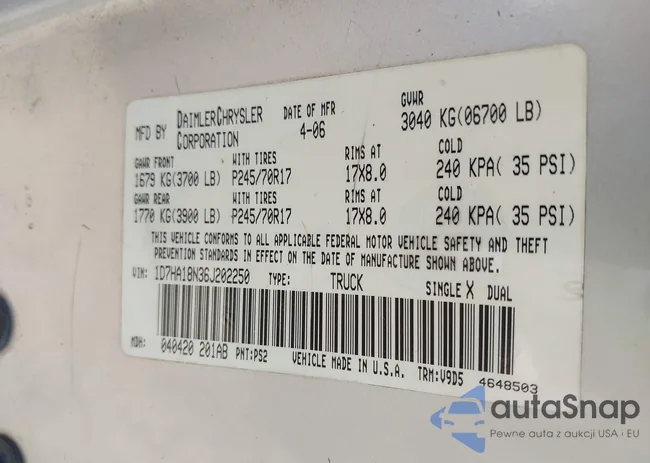 MFD BY DAIMLERCHRYSLER CORPORATION DATE OF MFR 4-06 GVWR 3040 KG(06700 LB)
GAWR FRONT WITH TIRES RIMS AT COLD
1679 KG(3700 LB) P245/70R17 17X8.0 240 KPA( 35 PSI)
GAWR REAR WITH TIRES RIMS AT COLD
1770 KG(3900 LB) P245/70R17 17X8.0 240 KPA( 35 PSI)
THIS VEHICLE CONFORMS TO ALL APPLICABLE FEDERAL MOTOR VEHICLE SAFETY AND THEFT
PREVENTION STANDARDS IN EFFECT ON THE DATE OF MANUFACTURE SHOWN ABOVE.
VIN: 1D7HA18N36J202250 TYPE: TRUCK SINGLE X DUAL
MDH: 040420 201AB PNT:PS2 VEHICLE MADE IN U.S.A. TRM:V9D5 4648503
autaSnap
Pewne auta z aukcji USA i EU